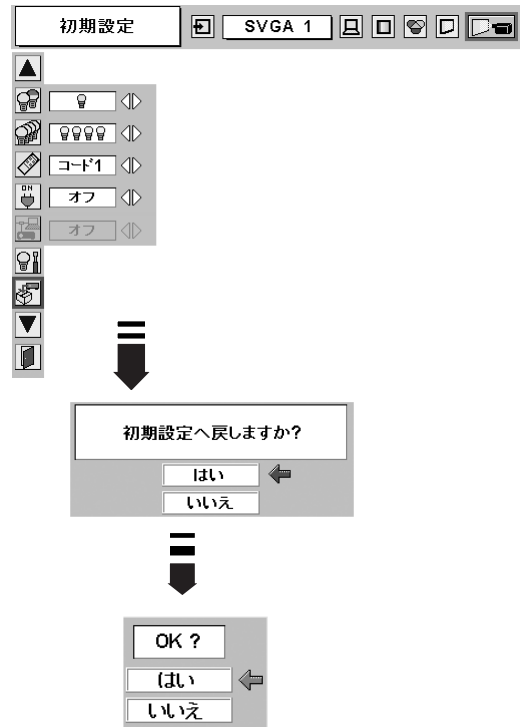 初期設定
SVGA 1
コード1
ON
オフ
オフ
初期設定へ戻しますか?
はい
いいえ
OK ?
はい
いいえ